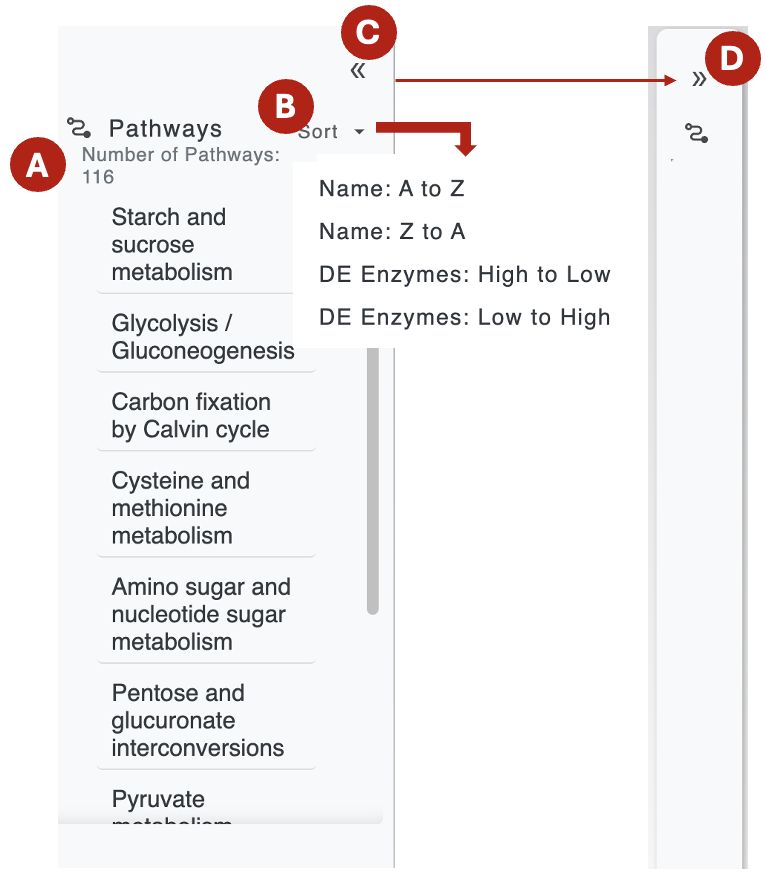 C
«
D
»
B
Pathways
Sort
A
Number of Pathways:
116
Name: A to Z
Name: Z to A
DE Enzymes: High to Low
DE Enzymes: Low to High
Starch and
sucrose
metabolism
Glycolysis /
Gluconeogenesis
Carbon fixation
by Calvin cycle
Cysteine and
methionine
metabolism
Amino sugar and
nucleotide sugar
metabolism
Pentose and
glucuronate
interconversions
Pyruvate
metabolism